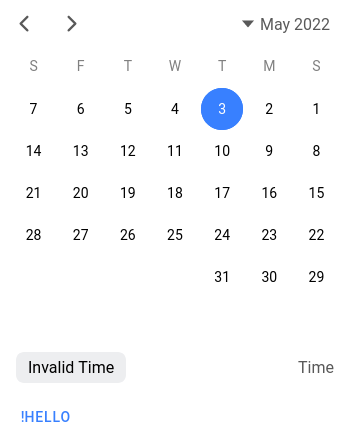 May 2022
S F T W T M S
7 6 5 4 3 2 1
14 13 12 11 10 9 8
21 20 19 18 17 16 15
28 27 26 25 24 23 22
31 30 29
Invalid Time Time
!HELLO